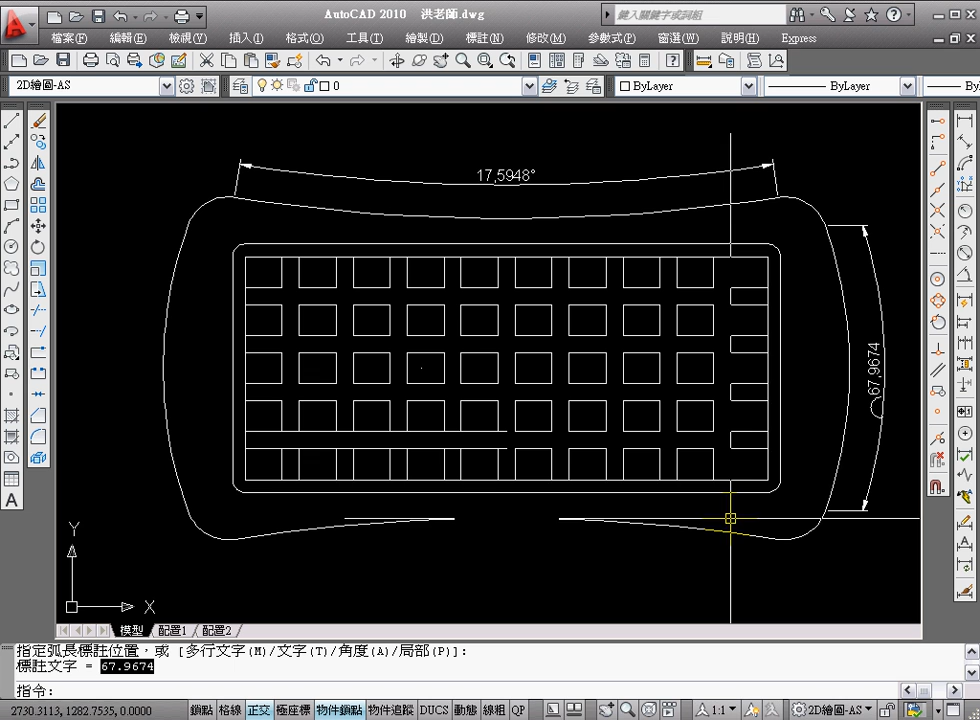 AutoCAD 2010 洪老師.dwg
鍵入關鍵字或詞組
檔案(F) 編輯(E) 檢視(V) 插入(I) 格式(O) 工具(T) 繪製(D) 標註(N) 修改(M) 參數式(P) 窗選(W) 說明(H) Express
2D繪圖-AS 0 ByLayer ByLayer By
17,5948°
67,9674
Y
X
模型 配置1 配置2
指定弧長標註位置，或 [多行文字(M)/文字(T)/角度(A)/局部(P)]:
標註文字 = 67.9674
指令:
2730.3113, 1282.7535, 0.0000 鎖點 格線 正交 極座標 物件鎖點 物件追蹤 DUCS 動態 線粗 QP 1:1 2D繪圖-AS